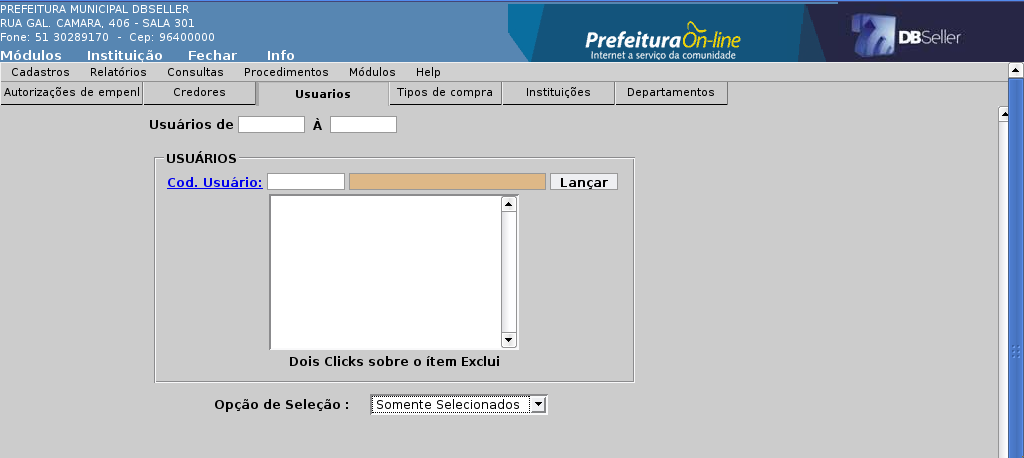 PREFEITURA MUNICIPAL DBSELLER
RUA GAL. CAMARA, 406 - SALA 301
Fone: 51 30289170 - Cep: 96400000
Módulos Instituição Fechar Info
Prefeitura On-line
Internet a serviço da comunidade
DBSeller
Cadastros Relatórios Consultas Procedimentos Módulos Help
Autorizações de empenl Credores Usuarios Tipos de compra Instituições Departamentos
Usuários de À
USUÁRIOS
Cod. Usuário: Lançar
Dois Clicks sobre o ítem Exclui
Opção de Seleção : Somente Selecionados